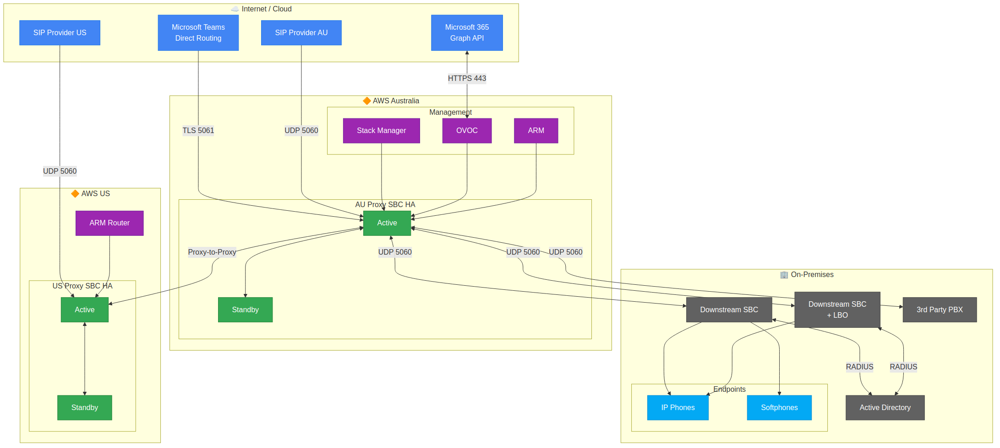 ☁️ Internet / Cloud
SIP Provider US
Microsoft Teams
Direct Routing
SIP Provider AU
Microsoft 365
Graph API
HTTPS 443
🔶 AWS Australia
Management
Stack Manager
OVOC
ARM
TLS 5061
UDP 5060
UDP 5060
🔶 AWS US
ARM Router
AU Proxy SBC HA
Active
Proxy-to-Proxy
UDP 5060
UDP 5060
UDP 5060
Standby
US Proxy SBC HA
Active
Standby
🏢 On-Premises
Downstream SBC
Downstream SBC
+ LBO
3rd Party PBX
RADIUS
RADIUS
Endpoints
IP Phones
Softphones
Active Directory